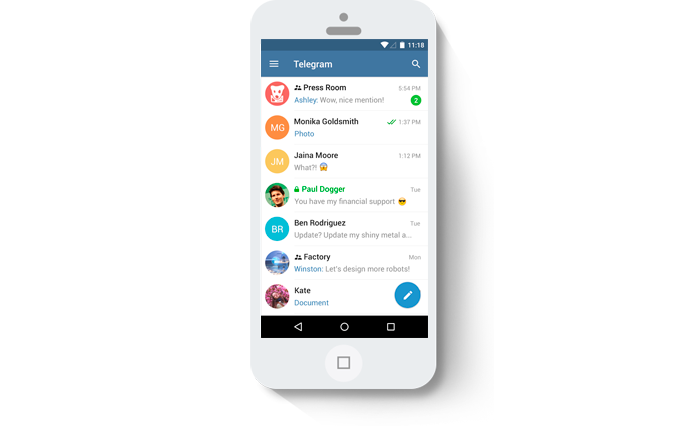 11:18
Telegram
Press Room 5:54 PM
Ashley: Wow, nice mention! 2
MG Monika Goldsmith 1:37 PM
Photo
JM Jaina Moore 1:12 PM
What?! 😱
Paul Dogger Tue
You have my financial support 😎
BR Ben Rodriguez Tue
Update? Update my shiny metal a...
Factory Mon
Winston: Let's design more robots!
Kate
Document